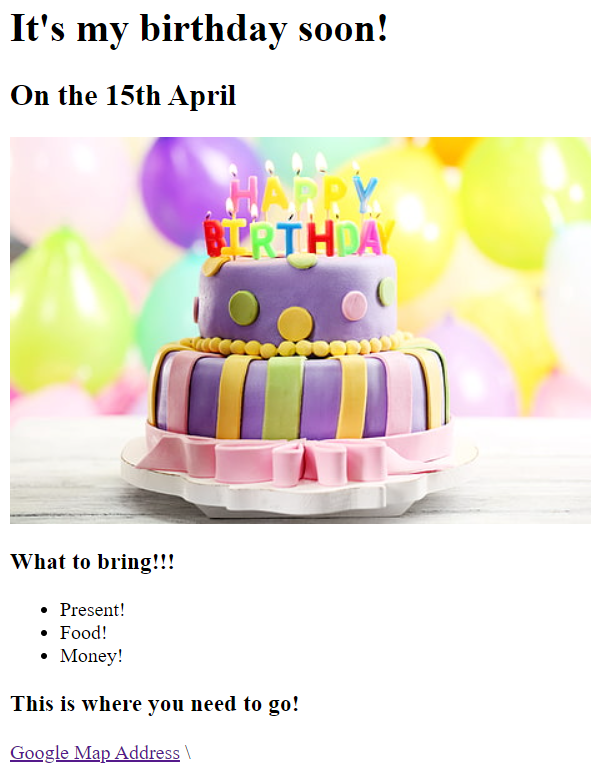 It's my birthday soon!
On the 15th April
HAPPY
BIRTHDAY
What to bring!!!
Present!
Food!
Money!
This is where you need to go!
Google Map Address \